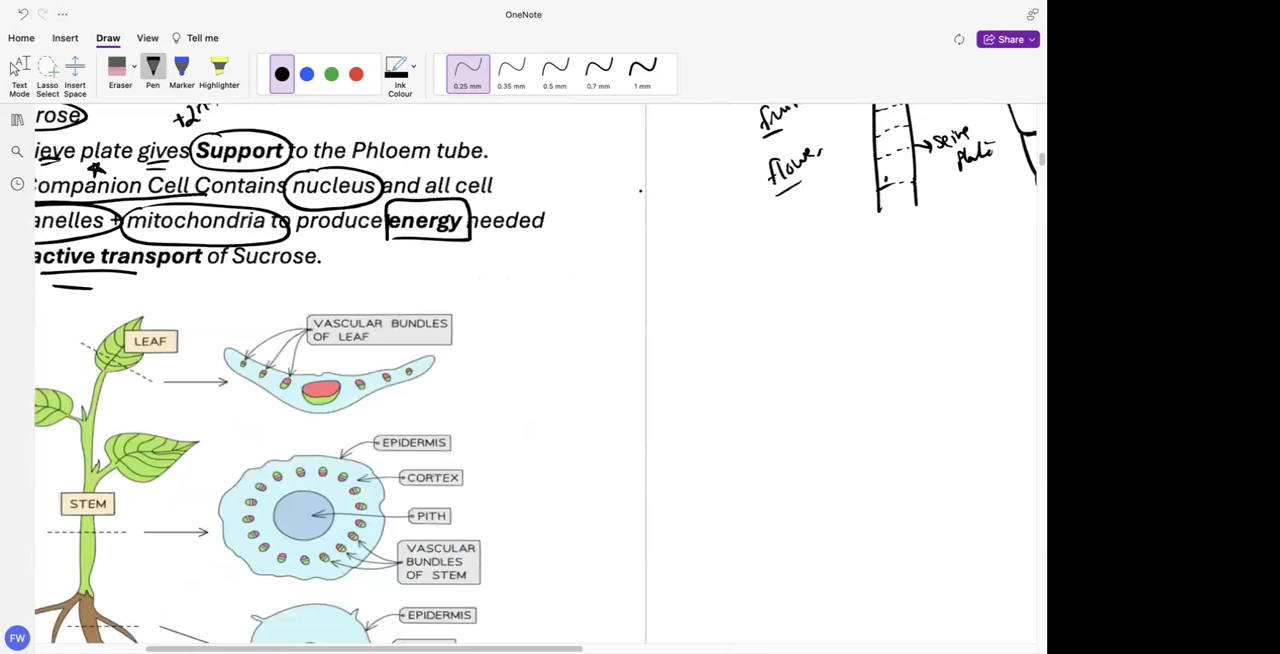 OneNote
Home Insert Draw View Tell me
Share
Text Mode
Lasso Select
Insert Space
Eraser
Pen
Marker
Highlighter
Ink Colour
0.25 mm
0.35 mm
0.5 mm
0.7 mm
1 mm
rose
ieve plate gives Support to the Phloem tube.
ompanion Cell Contains nucleus and all cell
anelles + mitochondria to produce energy needed
active transport of Sucrose.
flower
seive plate
LEAF
VASCULAR BUNDLES
OF LEAF
EPIDERMIS
CORTEX
STEM
PITH
VASCULAR
BUNDLES
OF STEM
EPIDERMIS
FW